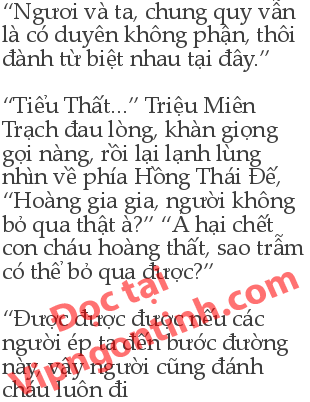 “Ngươi và ta, chung quy vẫn
là có duyên không phận, thôi
đành từ biệt nhau tại đây.”
“Tiểu Thất...” Triệu Miên
Trạch đau lòng, khàn giọng
gọi nàng, rồi lại lạnh lùng
nhìn về phía Hồng Thái Đế,
“Hoàng gia gia, người không
bỏ qua thật à?” “Ả hại chết
con cháu hoàng thất, sao trẫm
có thể bỏ qua được?”
“Được được được nếu các
người ép ta đến bước đường
này, vậy người cũng đánh
cháu luôn đi
Đọc tại
Vipngontinh.com